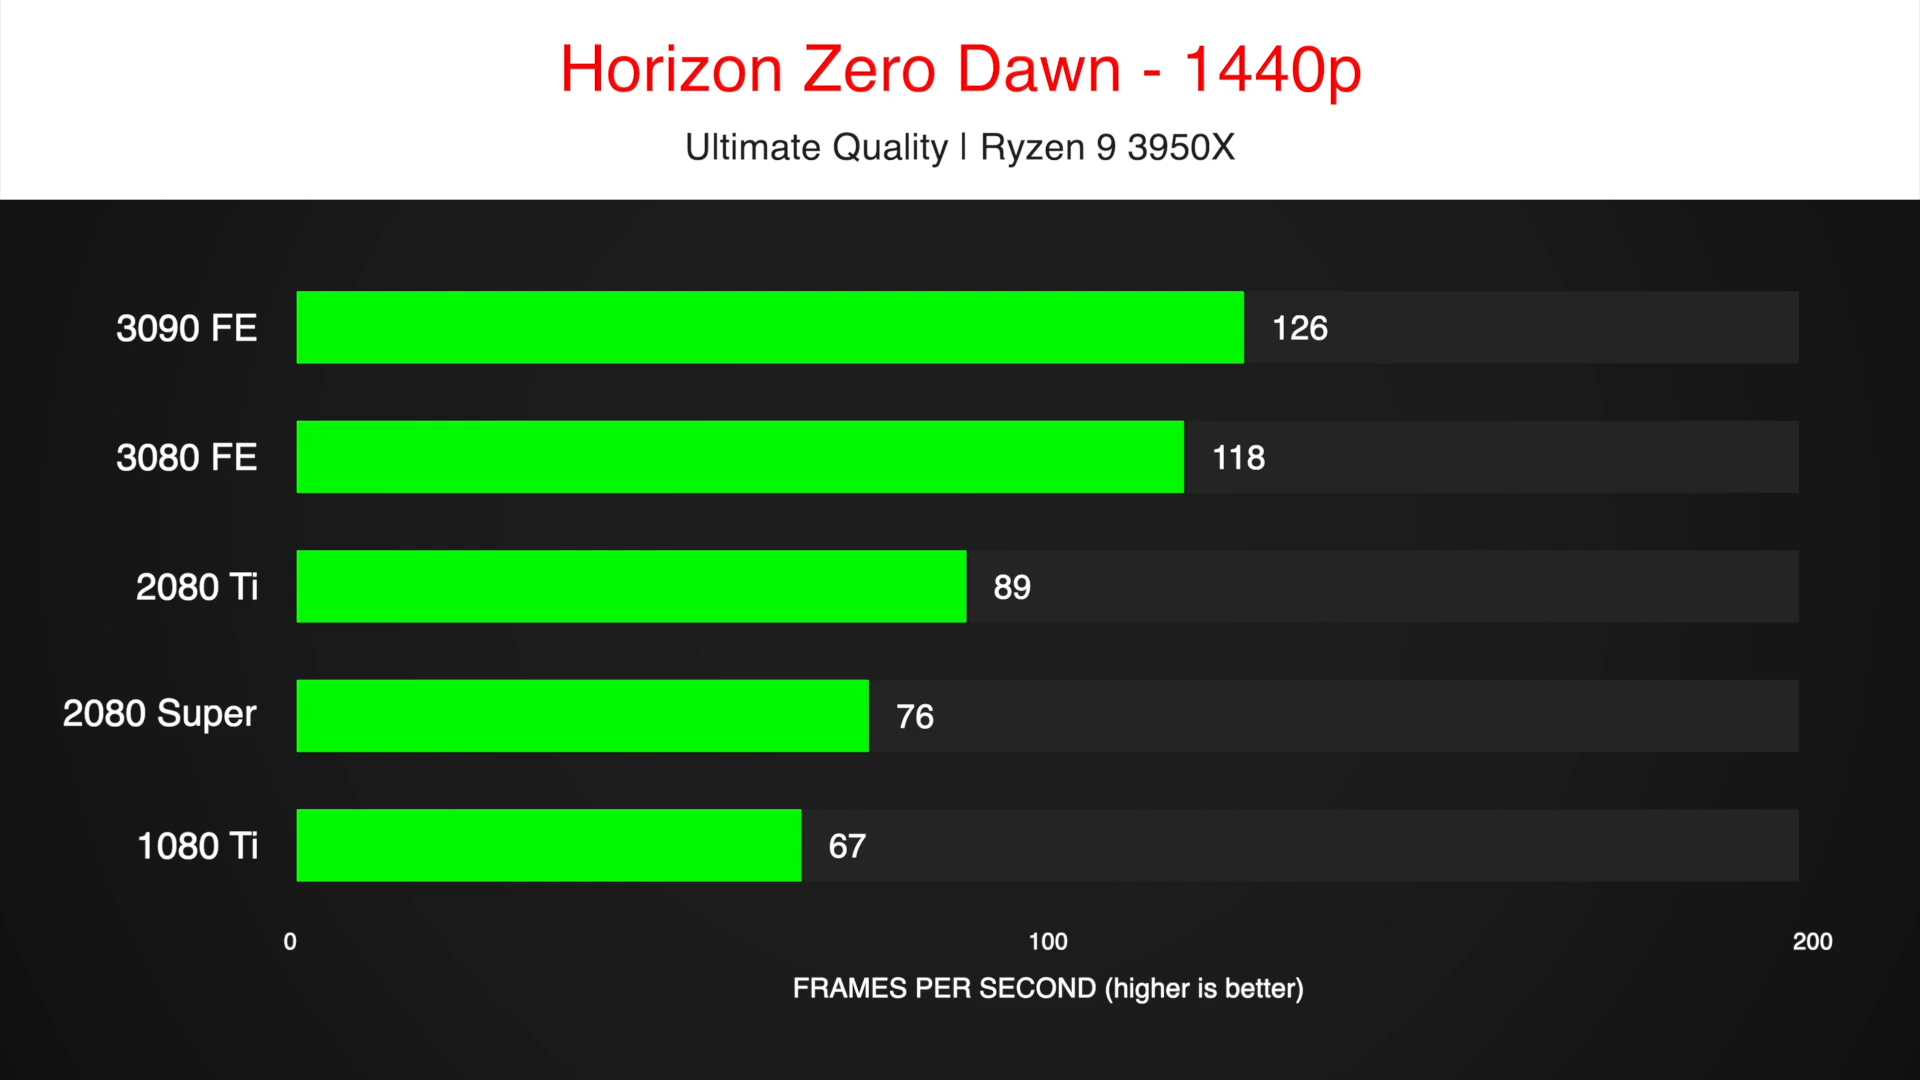 Horizon Zero Dawn - 1440p
Ultimate Quality | Ryzen 9 3950X
3090 FE 126
3080 FE 118
2080 Ti 89
2080 Super 76
1080 Ti 67
0 100 200
FRAMES PER SECOND (higher is better)